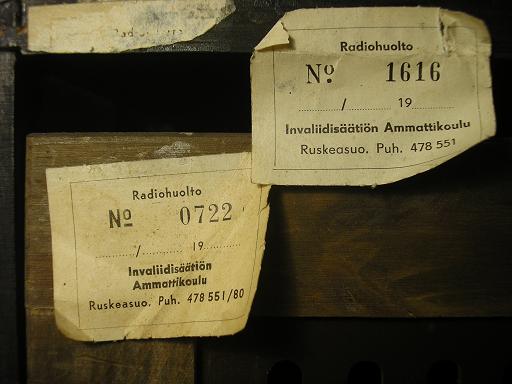 Radiohuolto
Nº 1616
/ 19
Invaliidisäätiön Ammattikoulu
Ruskeasuo. Puh. 478 551
Radiohuolto
Nº 0722
/ 19
Invaliidisäätiön
Ammattikoulu
Ruskeasuo. Puh. 478 551/80